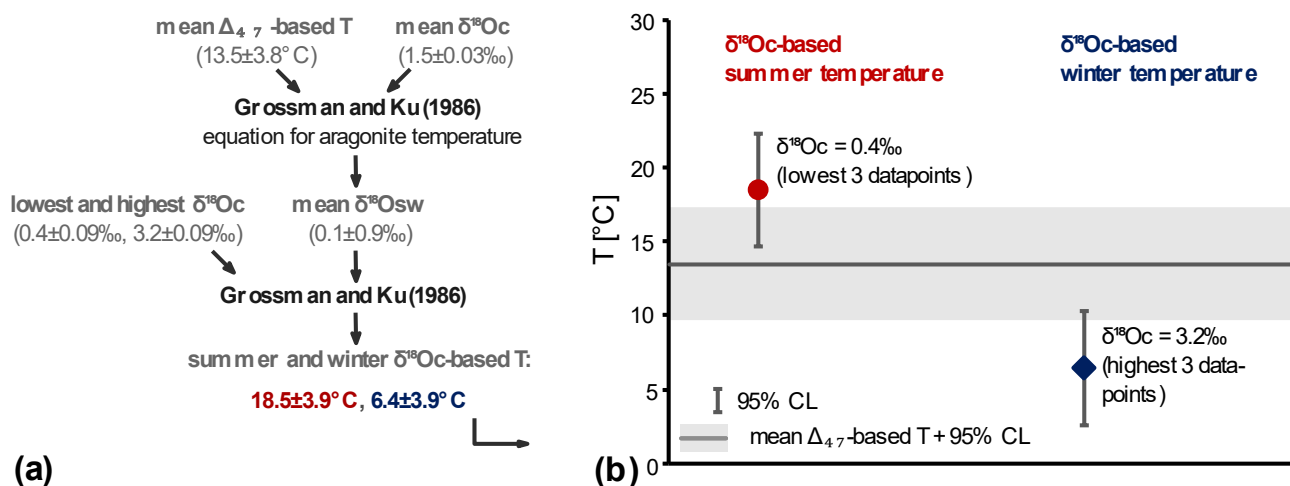 mean Δ₄₇-based T
(13.5±3.8°C)
mean δ¹⁸Oc
(1.5±0.03‰)
Grossman and Ku (1986)
equation for aragonite temperature
lowest and highest δ¹⁸Oc
(0.4±0.09‰, 3.2±0.09‰)
mean δ¹⁸Osw
(0.1±0.9‰)
Grossman and Ku (1986)
summer and winter δ¹⁸Oc-based T:
18.5±3.9°C, 6.4±3.9°C
(a)
T [°C]
30
25
20
15
10
5
0
δ¹⁸Oc-based
summer temperature
δ¹⁸Oc-based
winter temperature
δ¹⁸Oc = 0.4‰
(lowest 3 datapoints)
δ¹⁸Oc = 3.2‰
(highest 3 data-
points)
95% CL
mean Δ₄₇-based T + 95% CL
(b)